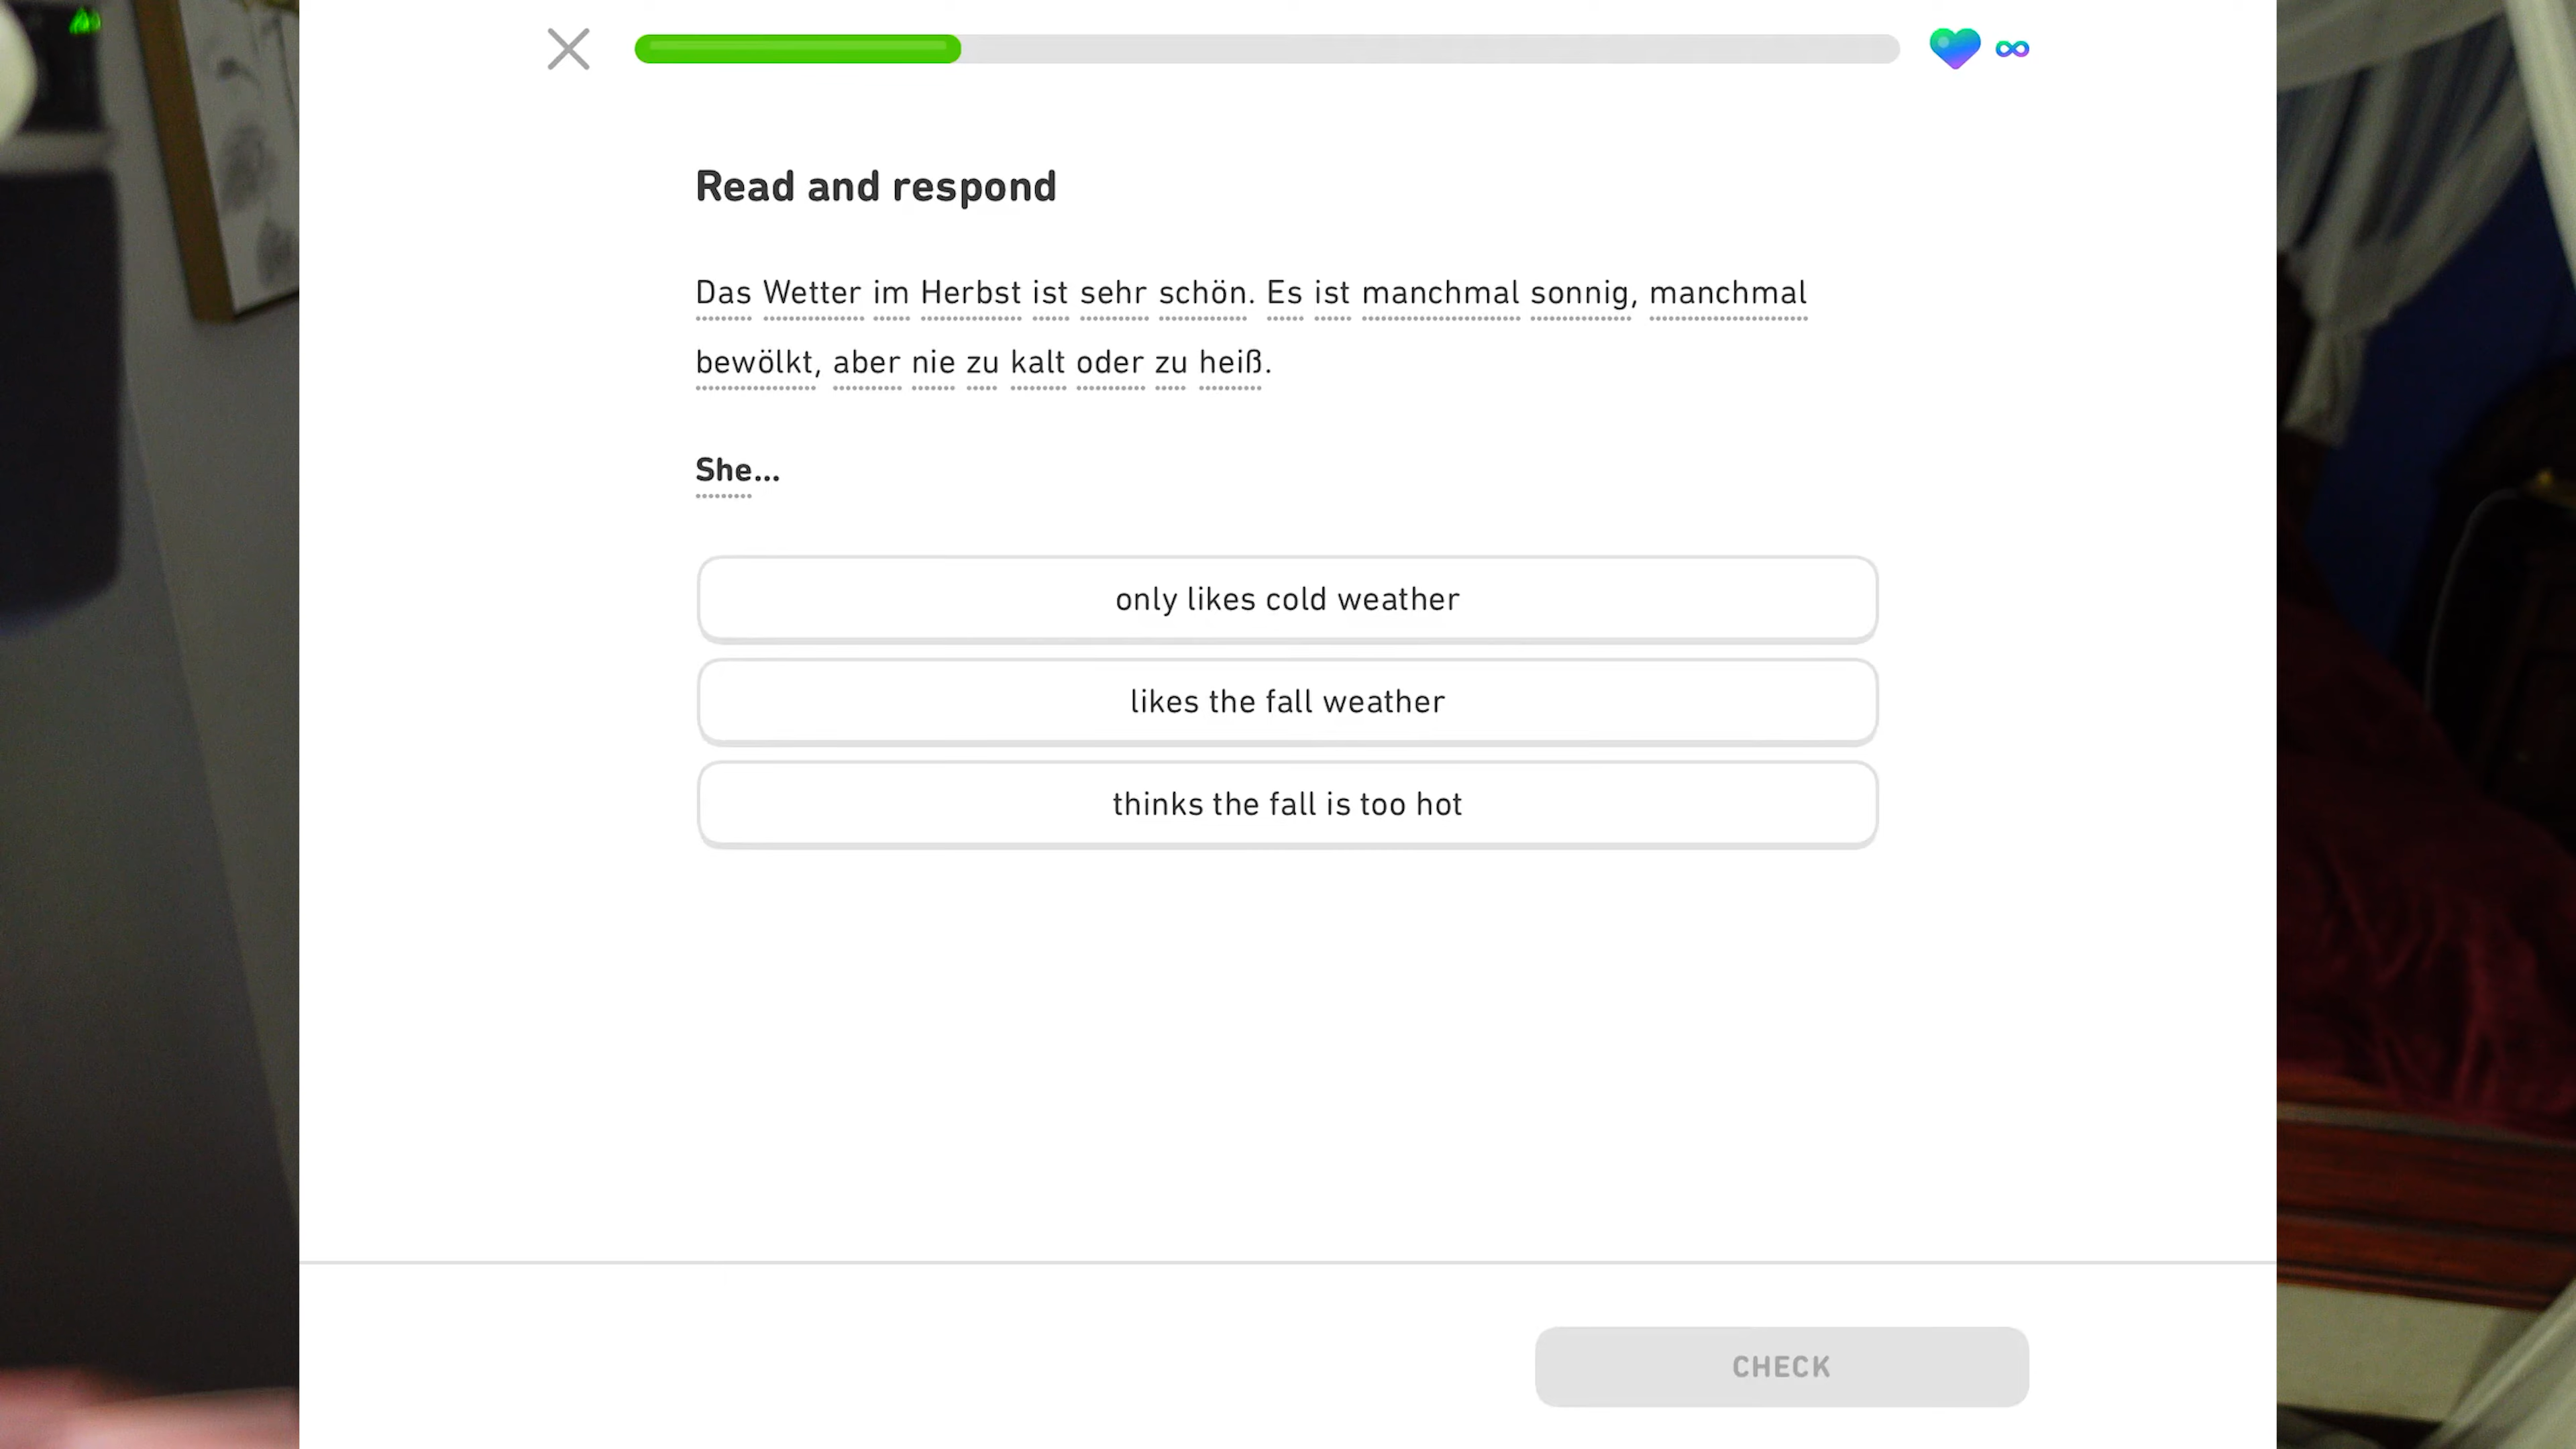 Read and respond
Das Wetter im Herbst ist sehr schön. Es ist manchmal sonnig, manchmal
bewölkt, aber nie zu kalt oder zu heiß.
She...
only likes cold weather
likes the fall weather
thinks the fall is too hot
CHECK